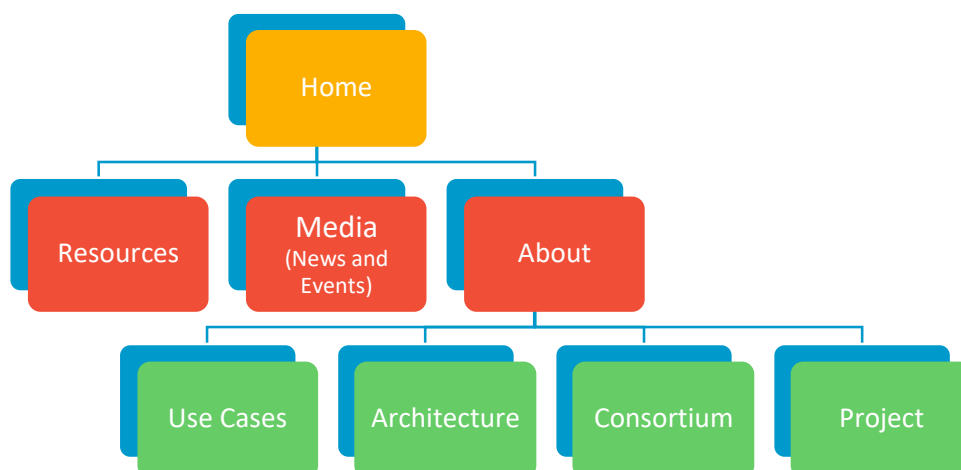 Home
Resources
Media
(News and
Events)
About
Use Cases
Architecture
Consortium
Project